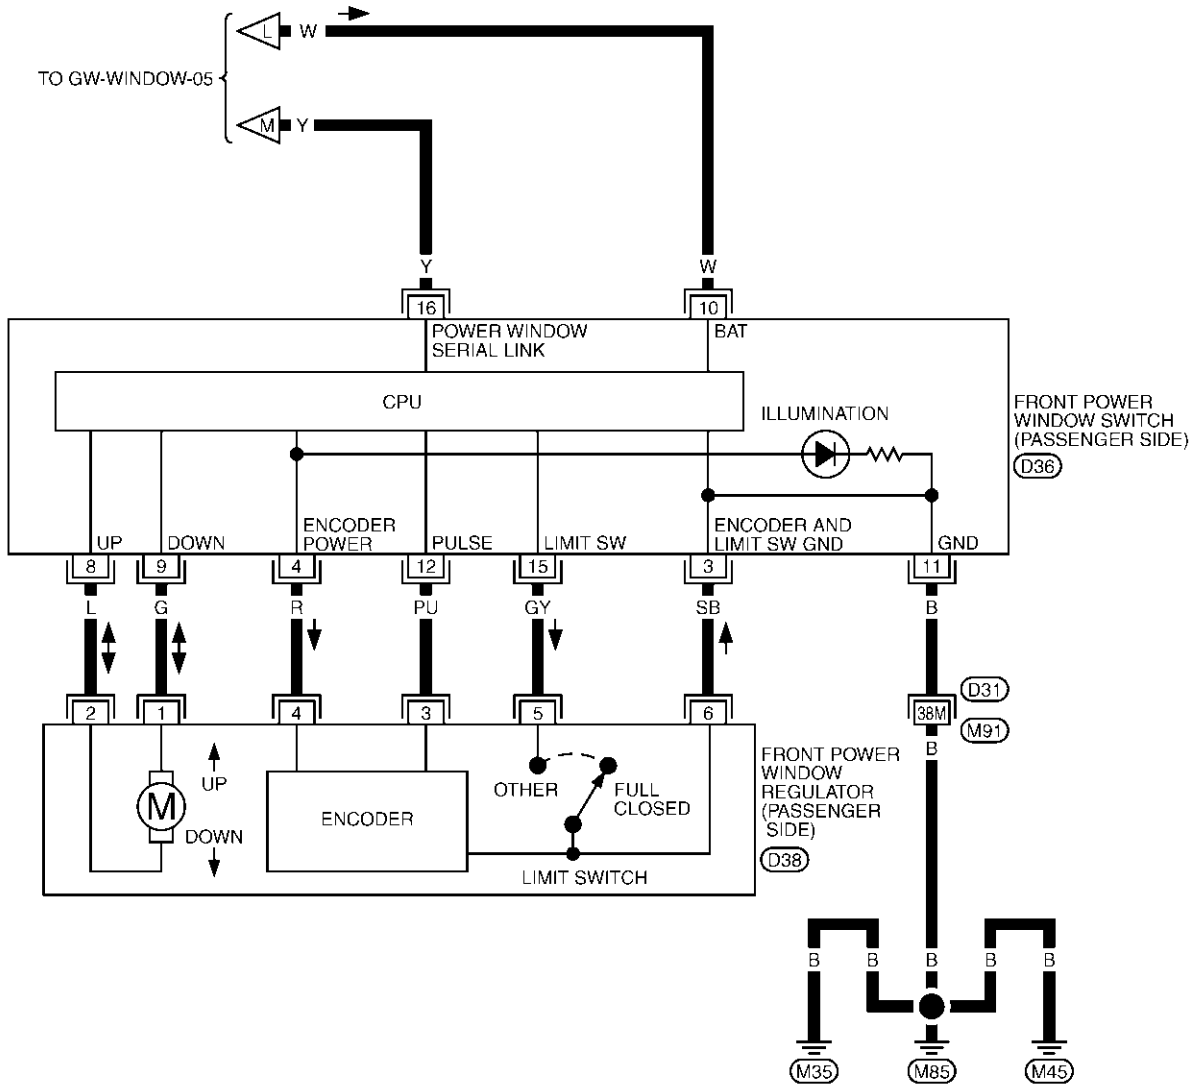 L W
TO GW-WINDOW-05
M Y
Y W
16 10
POWER WINDOW
SERIAL LINK
BAT
CPU
ILLUMINATION
FRONT POWER
WINDOW SWITCH
(PASSENGER SIDE)
D36
UP
DOWN
ENCODER
POWER
PULSE
LIMIT SW
ENCODER AND
LIMIT SW GND
GND
8 9 4 12 15 3 11
L G R PU GY SB B
D31
2 1 4 3 5 6 38M
M91
B
UP
M
DOWN
ENCODER
OTHER
FULL
CLOSED
LIMIT SWITCH
FRONT POWER
WINDOW
REGULATOR
(PASSENGER
SIDE)
D38
B B B B B
M35 M85 M45